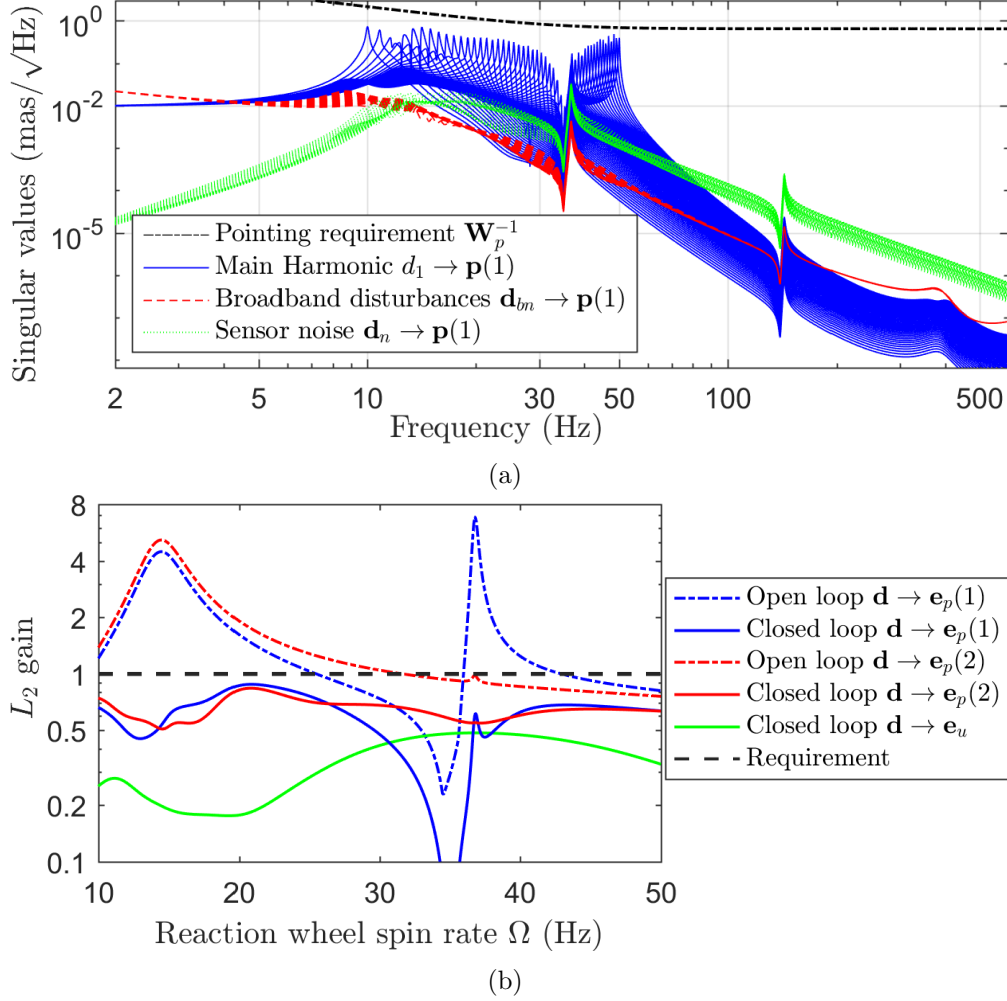 Singular values (mas/√Hz)
10^0
10^-2
10^-5
Pointing requirement W_p^-1
Main Harmonic d_1 → p(1)
Broadband disturbances d_bn → p(1)
Sensor noise d_n → p(1)
2 5 10 30 50 100 500
Frequency (Hz)
(a)
L_2 gain
8
4
2
1
0.5
0.2
0.1
Open loop d → e_p(1)
Closed loop d → e_p(1)
Open loop d → e_p(2)
Closed loop d → e_p(2)
Closed loop d → e_u
Requirement
10 20 30 40 50
Reaction wheel spin rate Ω (Hz)
(b)